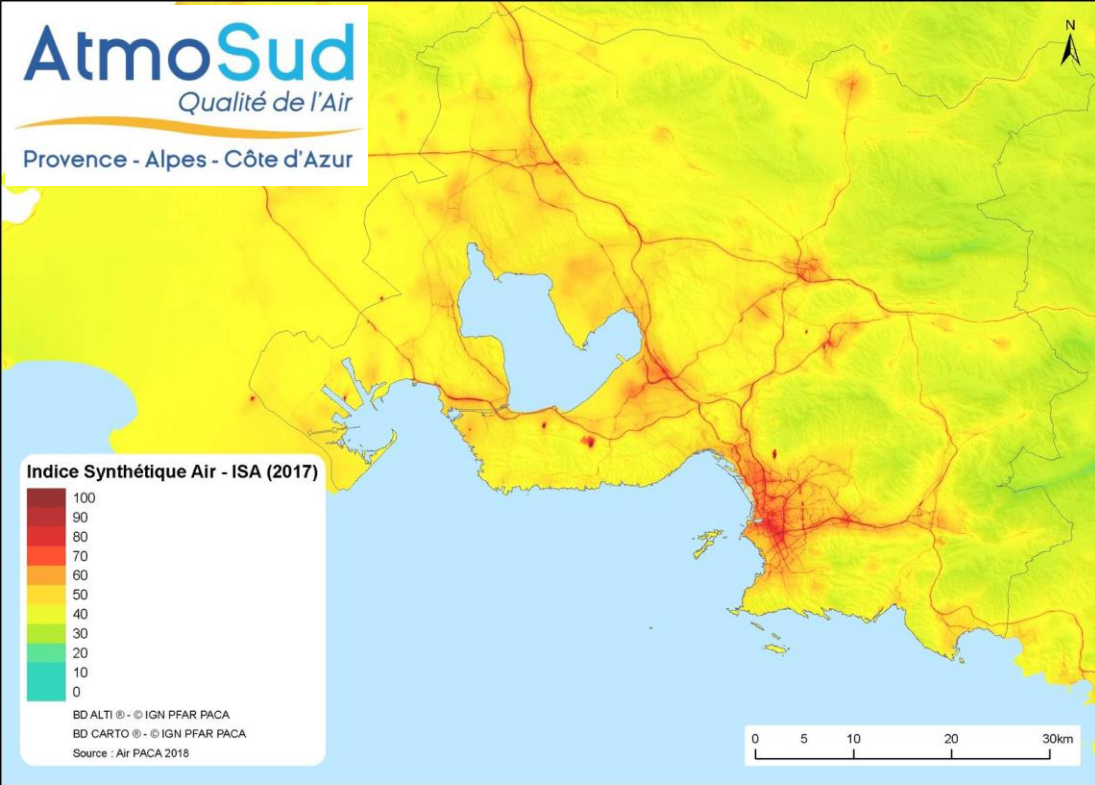 AtmoSud
Qualité de l'Air
Provence - Alpes - Côte d'Azur
N
Indice Synthétique Air - ISA (2017)
100
90
80
70
60
50
40
30
20
10
0
BD ALTI ® - © IGN PFAR PACA
BD CARTO ® - © IGN PFAR PACA
Source : Air PACA 2018
0 5 10 20 30km